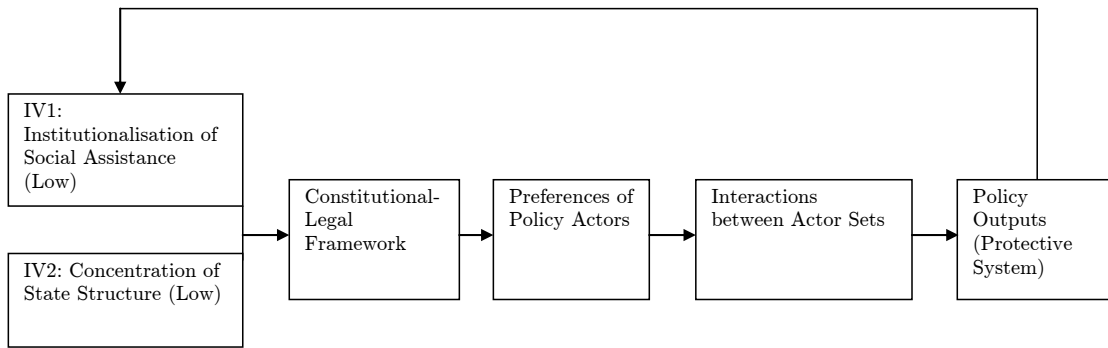 IV1:
Institutionalisation of
Social Assistance
(Low)
IV2: Concentration of
State Structure (Low)
Constitutional-
Legal
Framework
Preferences of
Policy Actors
Interactions
between Actor Sets
Policy
Outputs
(Protective
System)